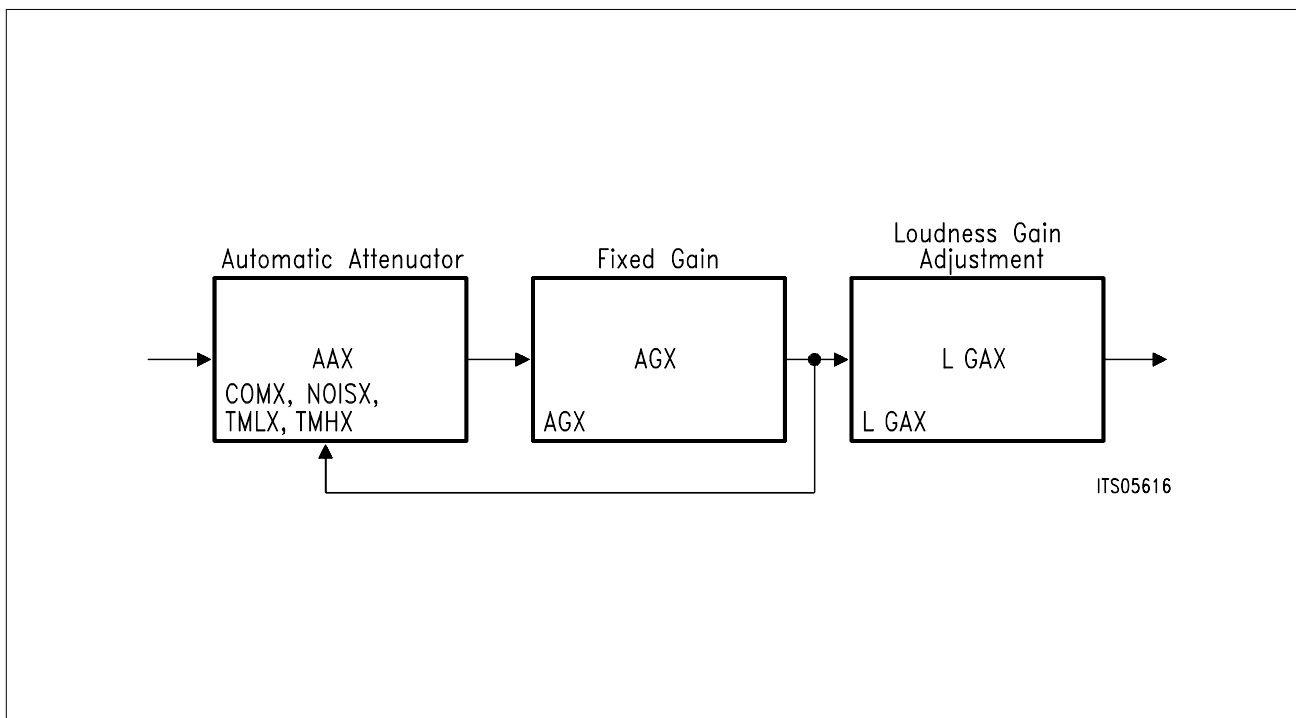 Automatic Attenuator
Fixed Gain
Loudness Gain
Adjustment
AAX
COMX, NOISX,
TMLX, TMHX
AGX
AGX
L GAX
L GAX
ITS05616